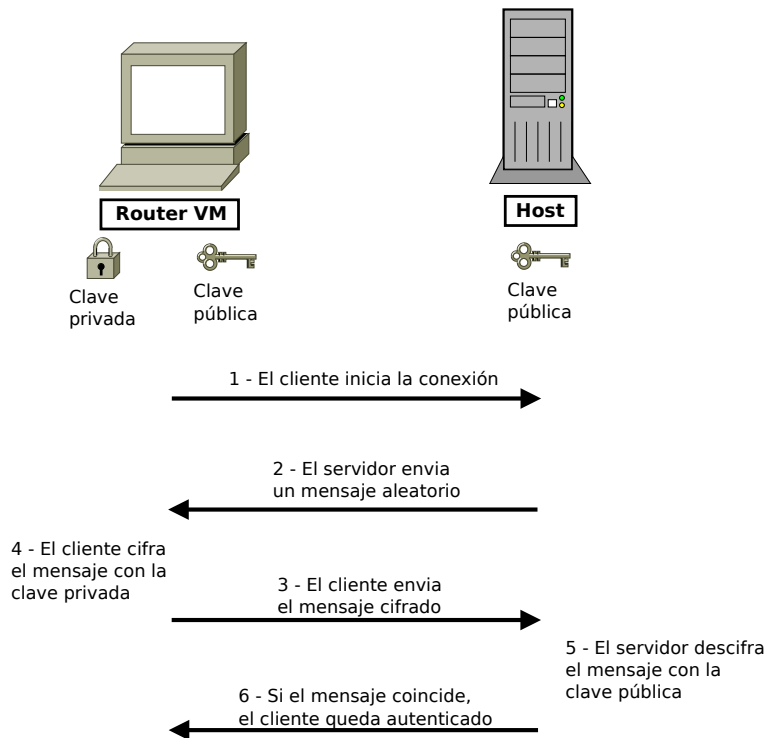 Router VM
Host
Clave
privada
Clave
pública
Clave
pública
1 - El cliente inicia la conexión
2 - El servidor envia
un mensaje aleatorio
4 - El cliente cifra
el mensaje con la
clave privada
3 - El cliente envia
el mensaje cifrado
5 - El servidor descifra
el mensaje con la
clave pública
6 - Si el mensaje coincide,
el cliente queda autenticado